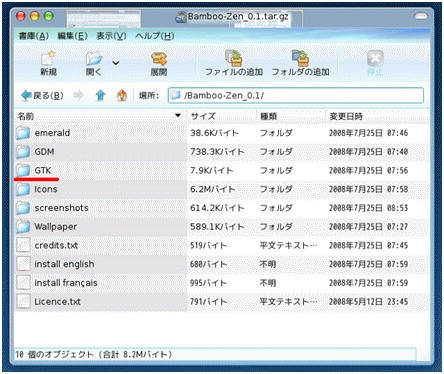 Bamboo-Zen_0.1.tar.gz
書庫(A) 編集(E) 表示(V) ヘルプ(H)
新規 開く 展開 ファイルの追加 フォルダの追加 停止
戻る(B) 場所: /Bamboo-Zen_0.1/
名前 サイズ 種類 変更日時
emerald 38.6Kバイト フォルダ 2008年7月25日 07:46
GDM 738.3Kバイト フォルダ 2008年7月25日 07:40
GTK 7.9Kバイト フォルダ 2008年7月25日 07:56
Icons 6.2Mバイト フォルダ 2008年7月25日 07:58
screenshots 614.2Kバイト フォルダ 2008年7月25日 08:53
Wallpaper 589.1Kバイト フォルダ 2008年7月25日 07:27
credits.txt 519バイト 平文テキスト… 2008年7月25日 07:45
install english 680バイト 不明 2008年7月25日 07:59
install français 995バイト 不明 2008年7月25日 07:59
Licence.txt 791バイト 平文テキスト… 2008年5月12日 23:45
10 個のオブジェクト (合計 8.2Mバイト)